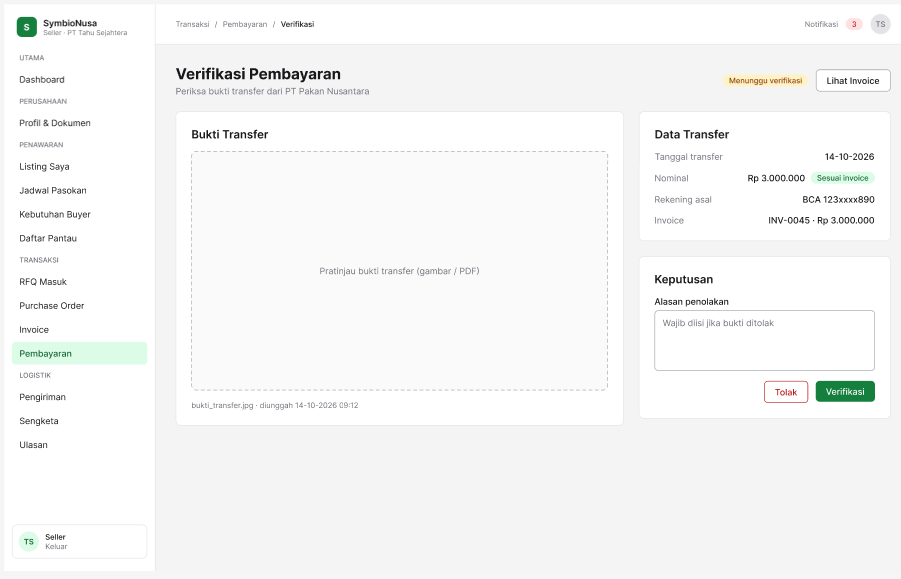 S
SymbioNusa
Seller · PT Tahu Sejahtera
UTAMA
Dashboard
PERUSAHAAN
Profil & Dokumen
PENAWARAN
Listing Saya
Jadwal Pasokan
Kebutuhan Buyer
Daftar Pantau
TRANSAKSI
RFQ Masuk
Purchase Order
Invoice
Pembayaran
LOGISTIK
Pengiriman
Sengketa
Ulasan
TS
Seller
Keluar
Transaksi / Pembayaran / Verifikasi
Notifikasi 3 TS
Verifikasi Pembayaran
Periksa bukti transfer dari PT Pakan Nusantara
Menunggu verifikasi
Lihat Invoice
Bukti Transfer
Pratinjau bukti transfer (gambar / PDF)
bukti_transfer.jpg · diunggah 14-10-2026 09:12
Data Transfer
Tanggal transfer 14-10-2026
Nominal Rp 3.000.000 Sesuai invoice
Rekening asal BCA 123xxxx890
Invoice INV-0045 · Rp 3.000.000
Keputusan
Alasan penolakan
Wajib diisi jika bukti ditolak
Tolak Verifikasi